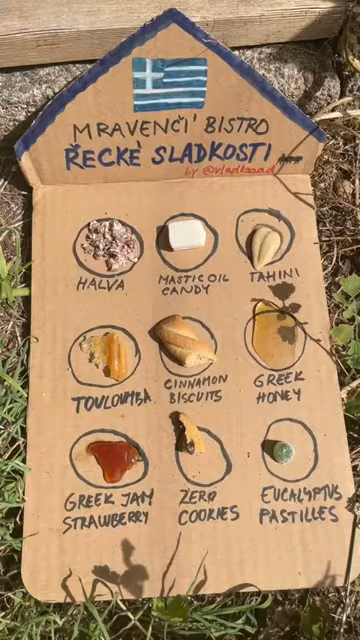 MRAVENČÍ BISTRO
ŘECKÉ SLADKOSTI
by @vladkaaad
HALVA
MASTIC OIL
CANDY
TAHINI
TOULOUMBA
CINNAMON
BISCUITS
GREEK
HONEY
GREEK JAM
STRAWBERRY
ZERO
COOKIES
EUCALYPTUS
PASTILLES